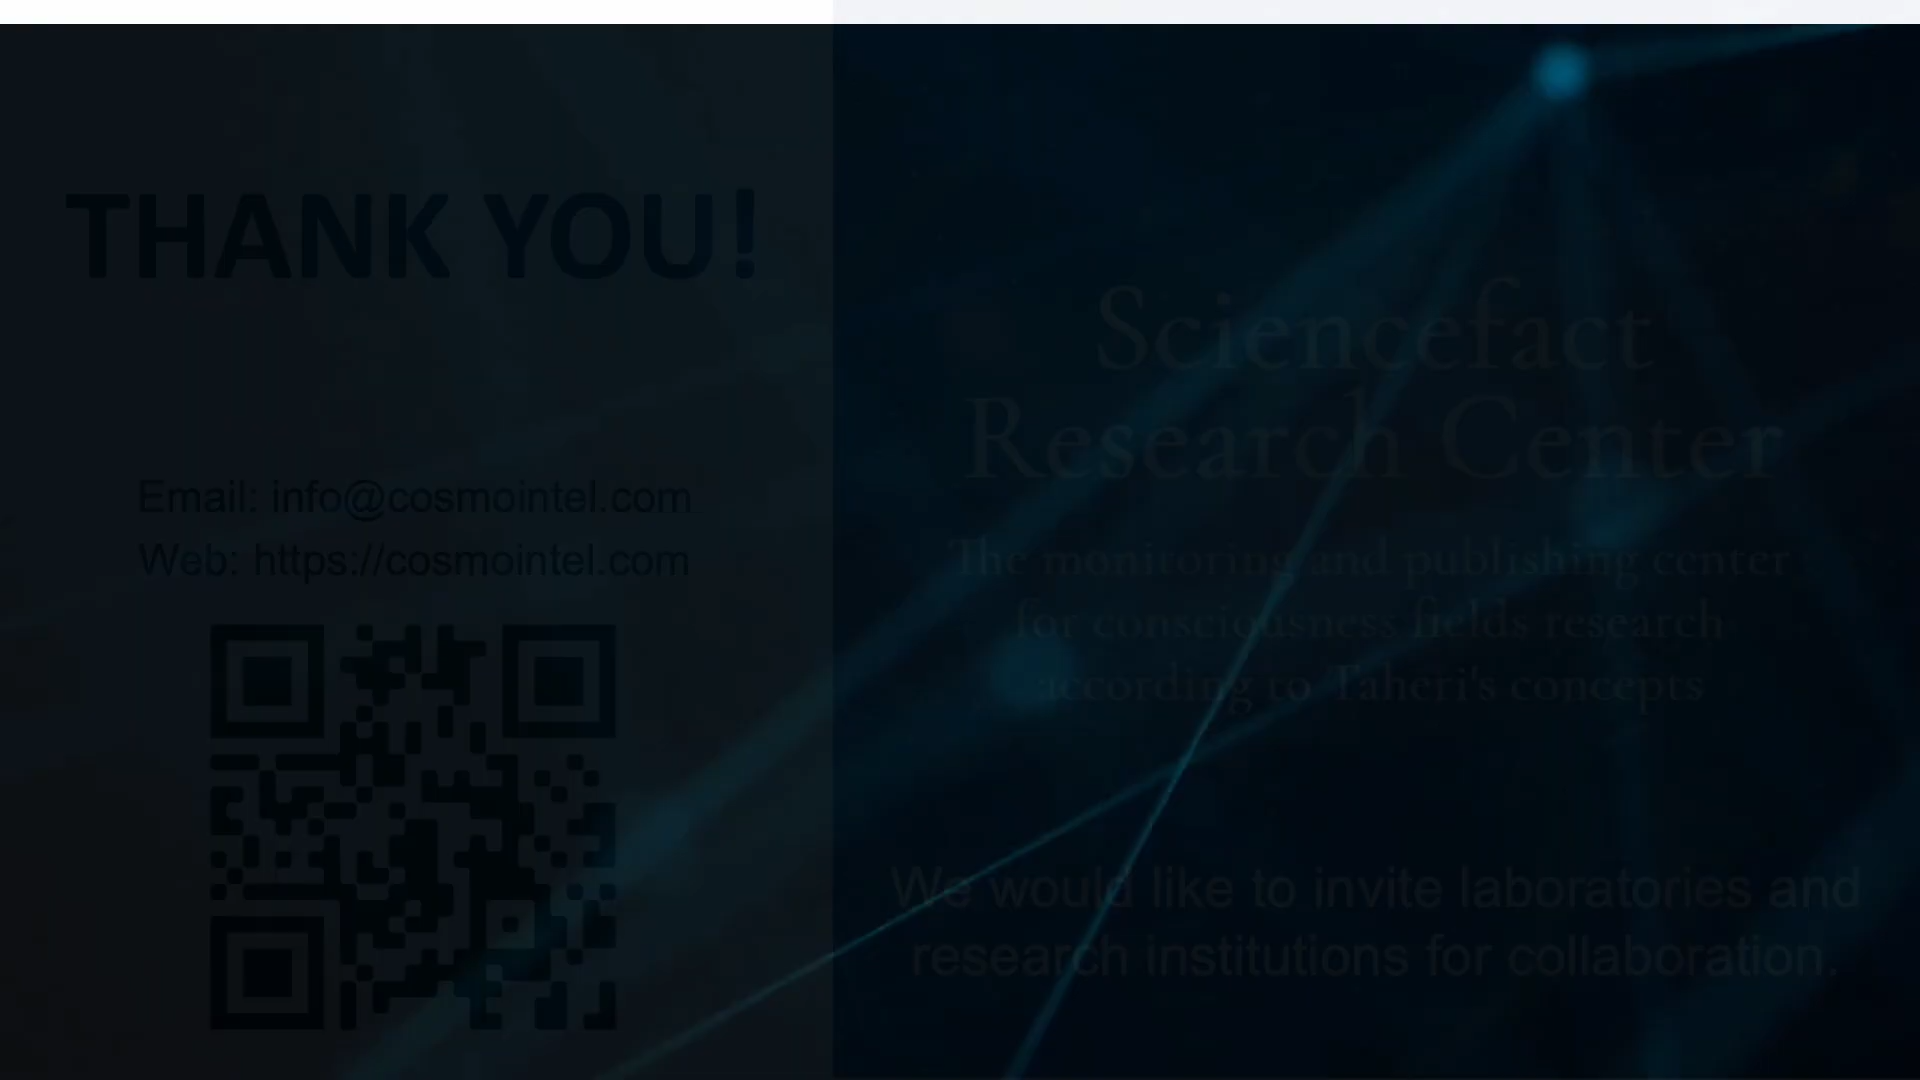 THANK YOU!
Email: info@cosmointel.com
Web: https://cosmointel.com
Sciencefact
Research Center
The monitoring and publishing center
for consciousness fields research
according to Taheri's concepts
We would like to invite laboratories and
research institutions for collaboration.